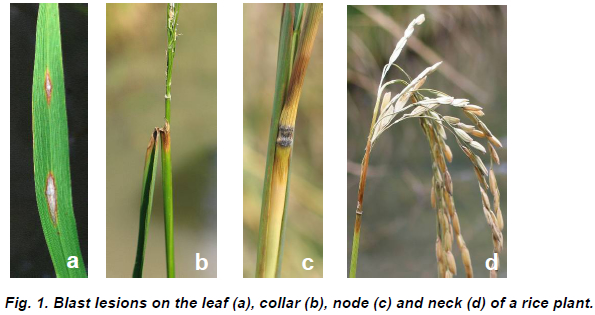 a b c d
Fig. 1. Blast lesions on the leaf (a), collar (b), node (c) and neck (d) of a rice plant.